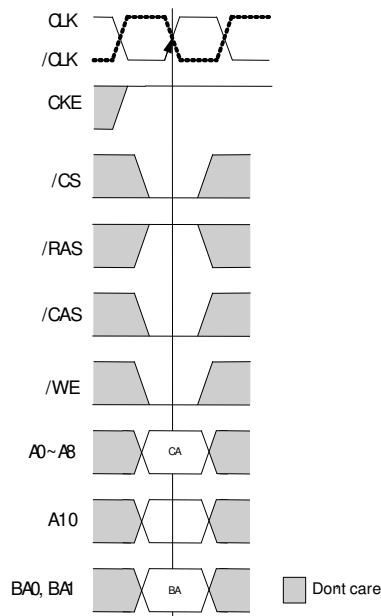 CLK
/CLK
CKE
/CS
/RAS
/CAS
/WE
A0~A8
CA
A10
BA0, BA1
BA
Dont care